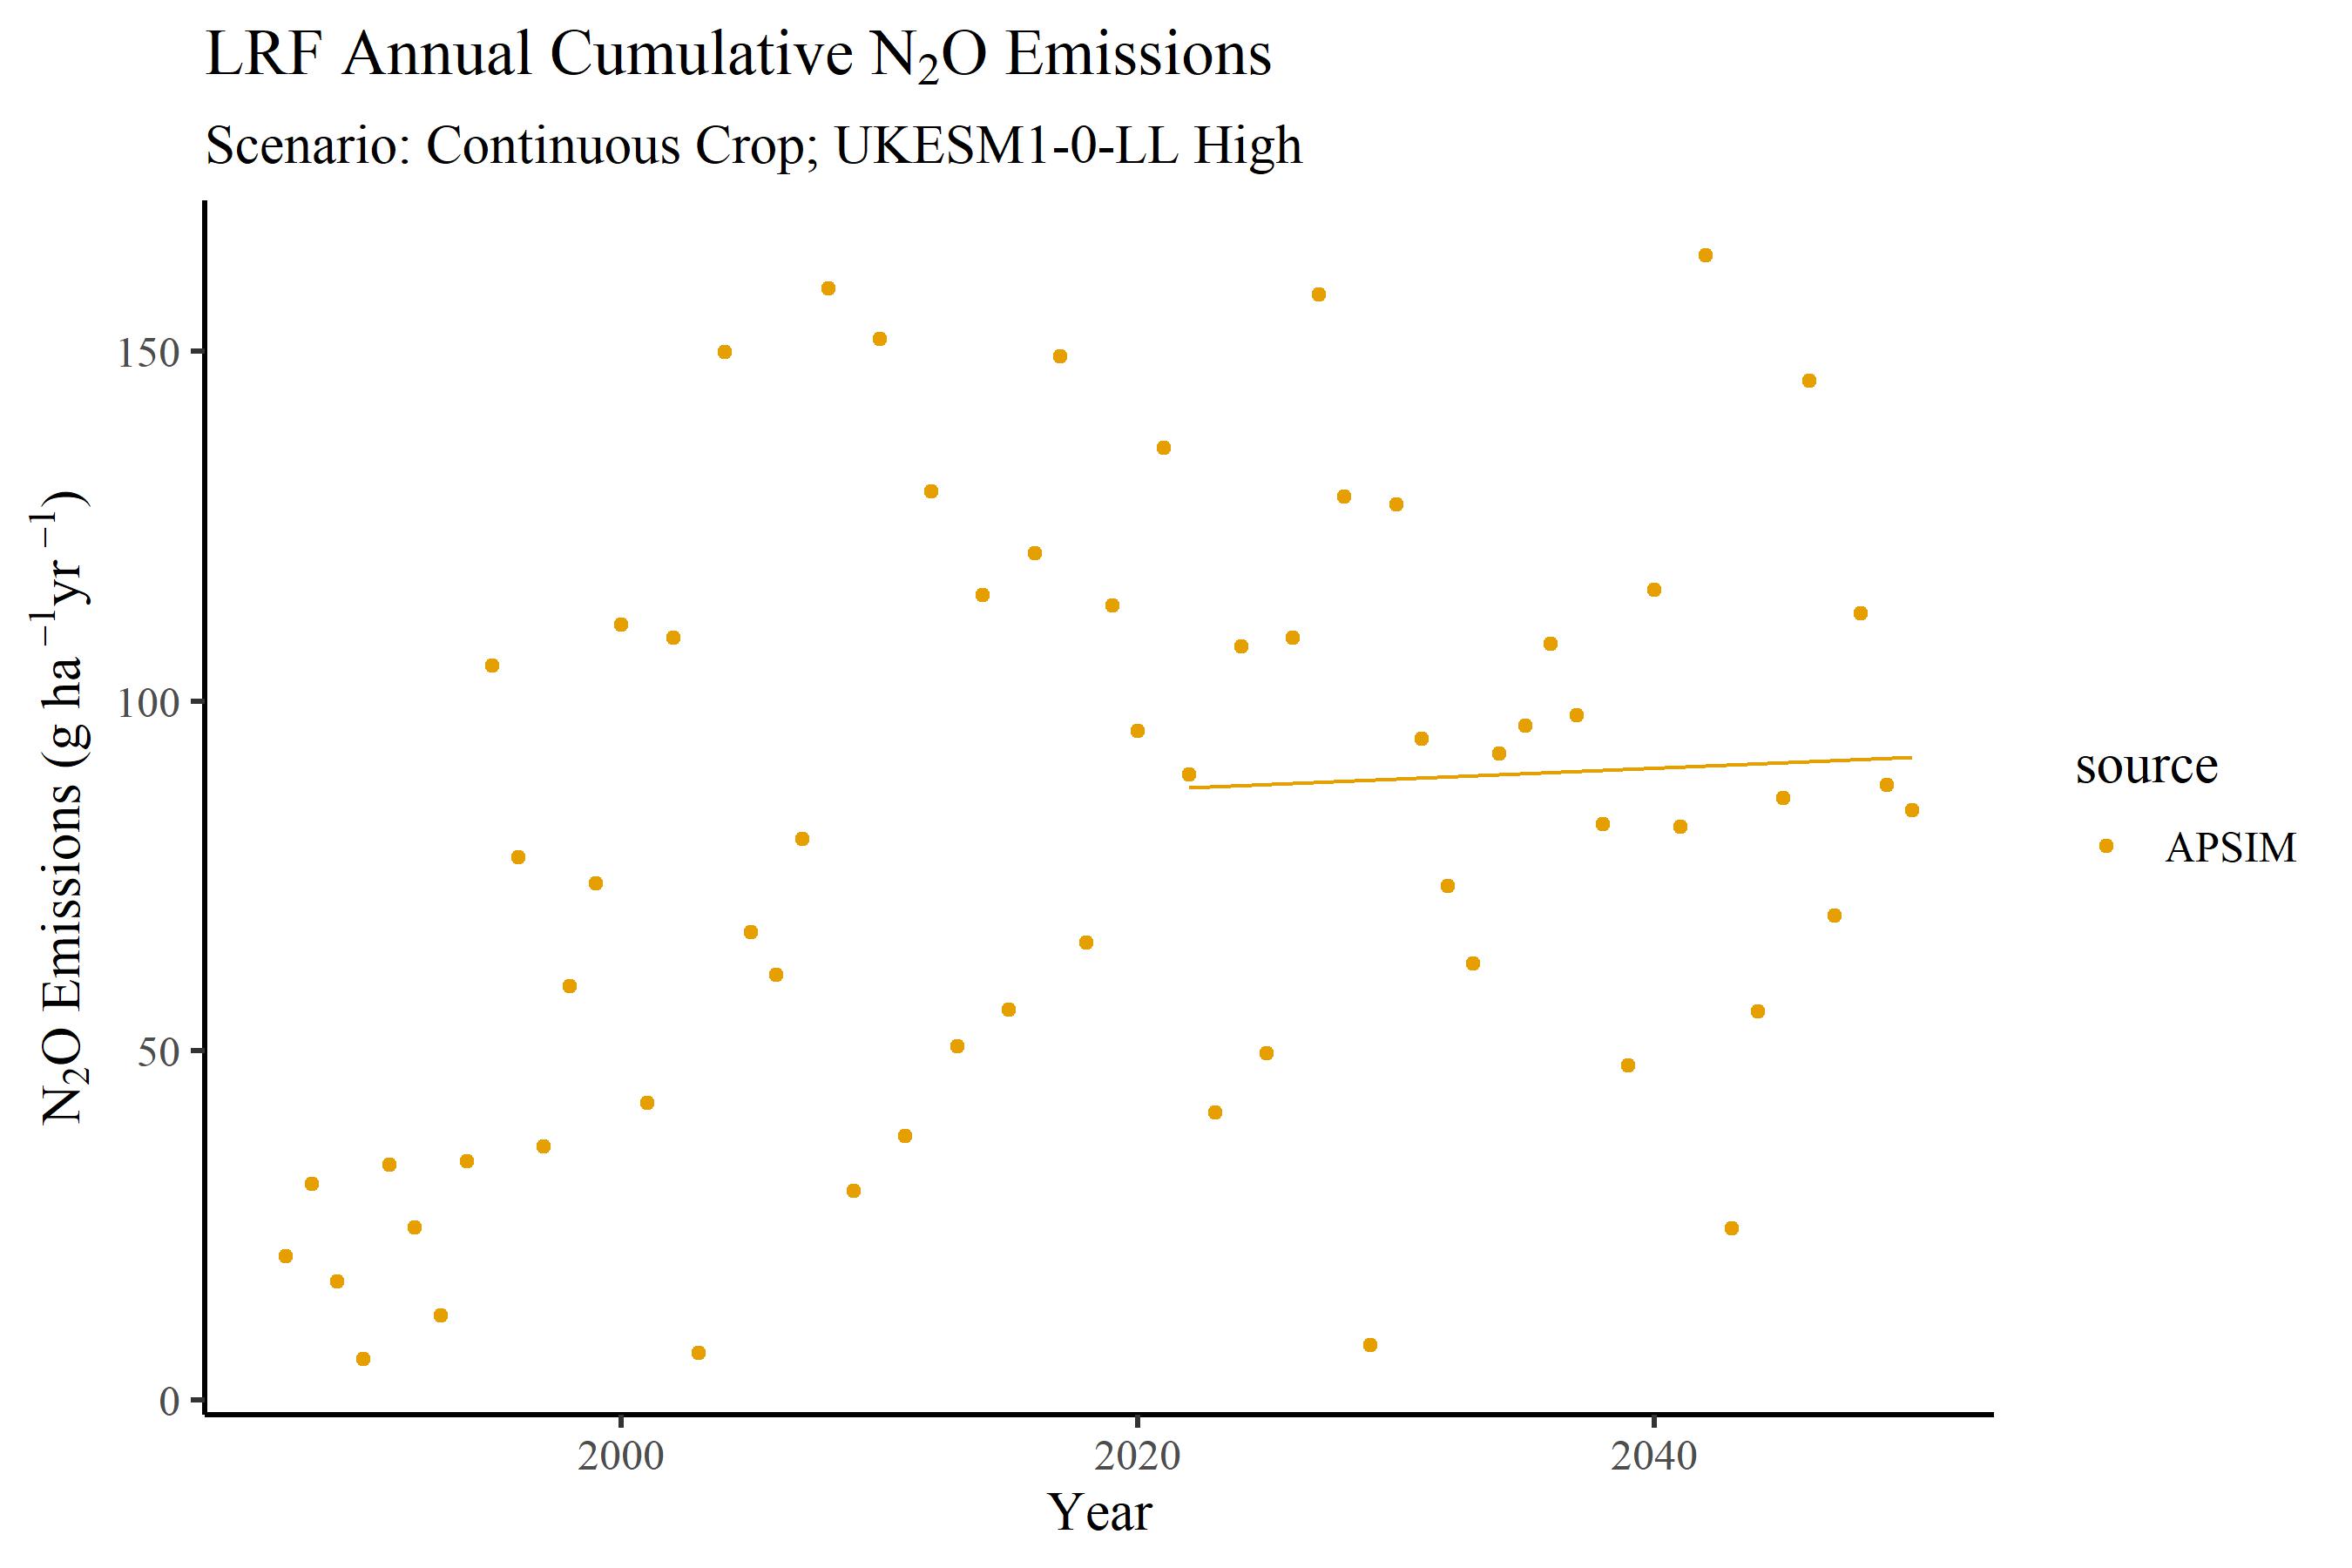 LRF Annual Cumulative N₂O Emissions
Scenario: Continuous Crop; UKESM1-0-LL High
N₂O Emissions (g ha ⁻¹yr ⁻¹)
150
100
50
0
2000 2020 2040
Year
source
APSIM